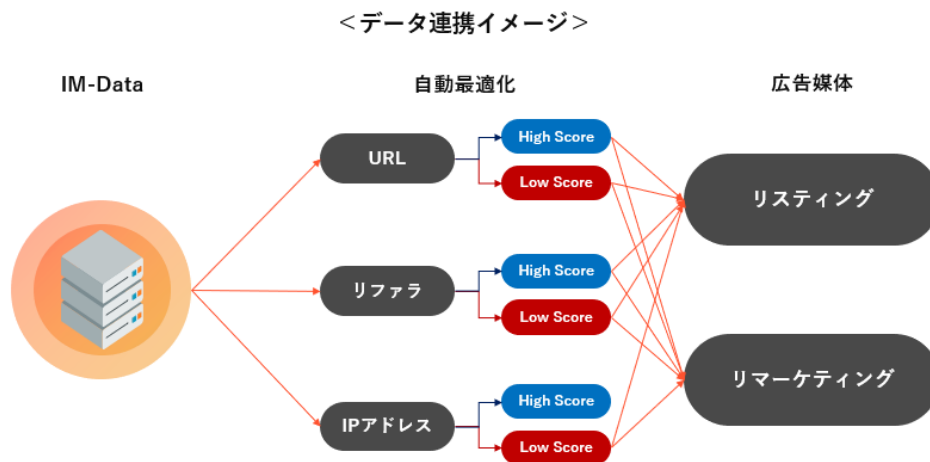 ＜データ連携イメージ＞
IM-Data
自動最適化
広告媒体
URL
High Score
Low Score
リファラ
High Score
Low Score
IPアドレス
High Score
Low Score
リスティング
リマーケティング